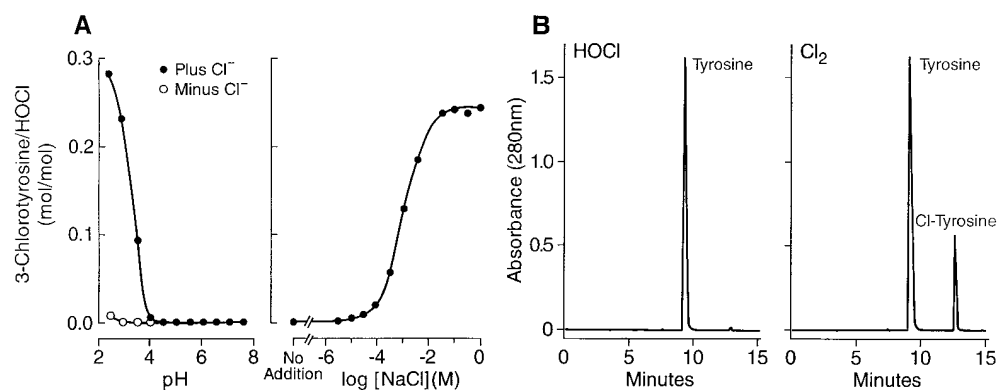 A
3-Chlorotyrosine/HOCl
(mol/mol)
0.3
0.2
0.1
0.0
● Plus Cl⁻
○ Minus Cl⁻
2 4 6 8
pH
No
Addition
-6 -4 -2 0
log [NaCl](M)
B
HOCl
Tyrosine
Absorbance (280nm)
1.5
1.0
0.5
0
0 5 10 15
Minutes
Cl₂
Tyrosine
Cl-Tyrosine
0 5 10 15
Minutes